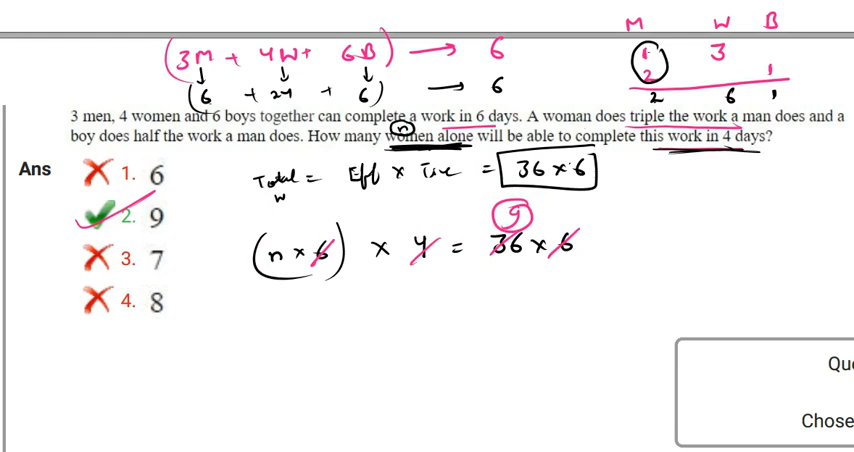 M W B
(3M + 4W + 6B) → 6
1 3
2 1
(6 + 24 + 6) → 6
2 6 1
3 men, 4 women and 6 boys together can complete a work in 6 days. A woman does triple the work a man does and a
n
boy does half the work a man does. How many women alone will be able to complete this work in 4 days?
Ans
1. 6
Total W = Eff × Time = 36 × 6
2. 9
9
(n × 6) × 4 = 36 × 6
3. 7
4. 8
Que
Chose